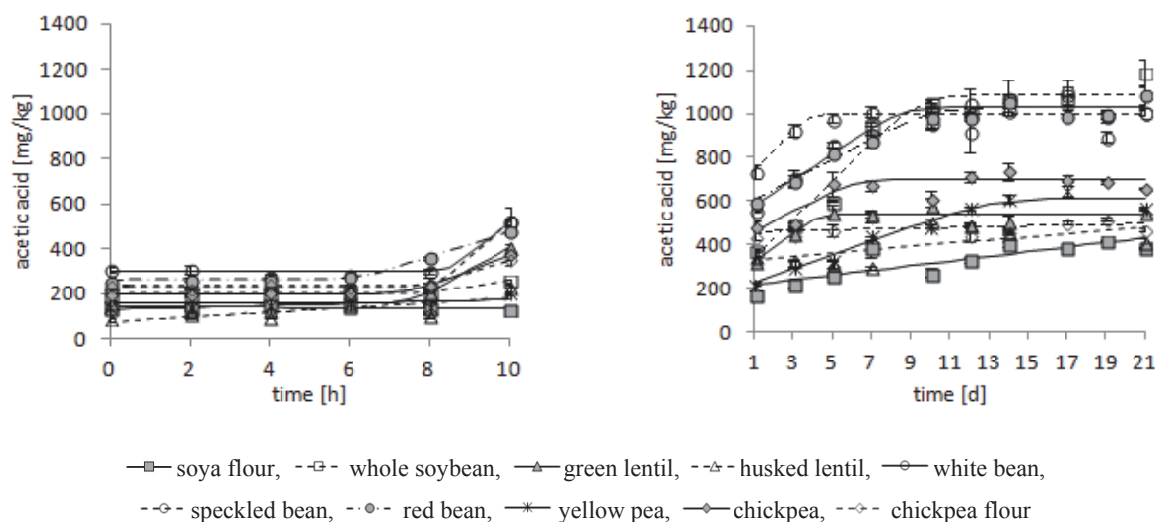 1400
1200
1000
800
600
400
200
0
acetic acid [mg/kg]
0 2 4 6 8 10
time [h]
1400
1200
1000
800
600
400
200
0
acetic acid [mg/kg]
1 3 5 7 9 11 13 15 17 19 21
time [d]
soya flour, whole soybean, green lentil, husked lentil, white bean,
speckled bean, red bean, yellow pea, chickpea, chickpea flour